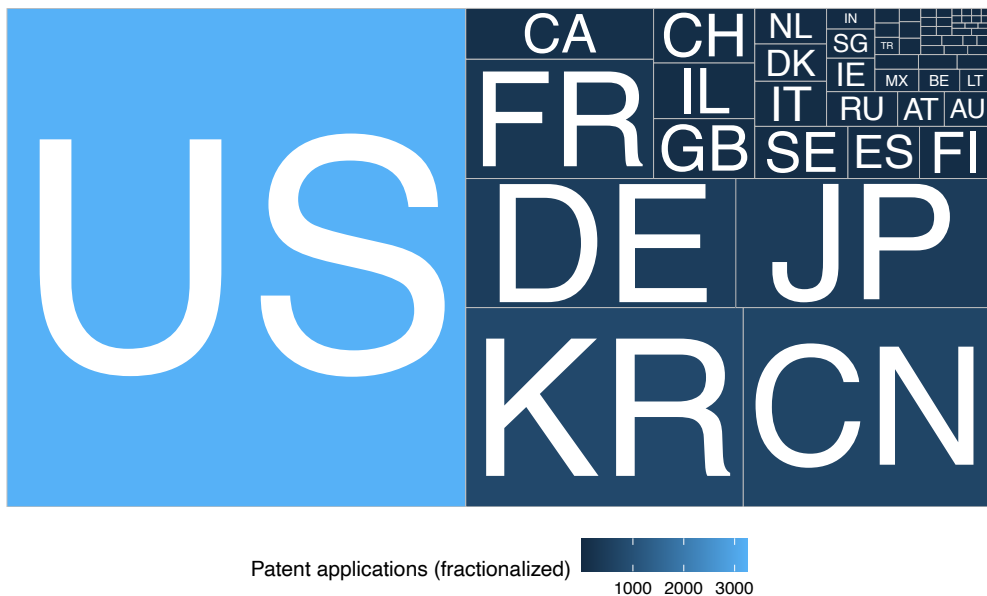 US
CA
CH
NL
IN
SG
TR
DK
FR
IL
IE
MX
BE
LT
IT
RU
AT
AU
GB
SE
ES
FI
DE
JP
KR
CN
Patent applications (fractionalized)
1000 2000 3000